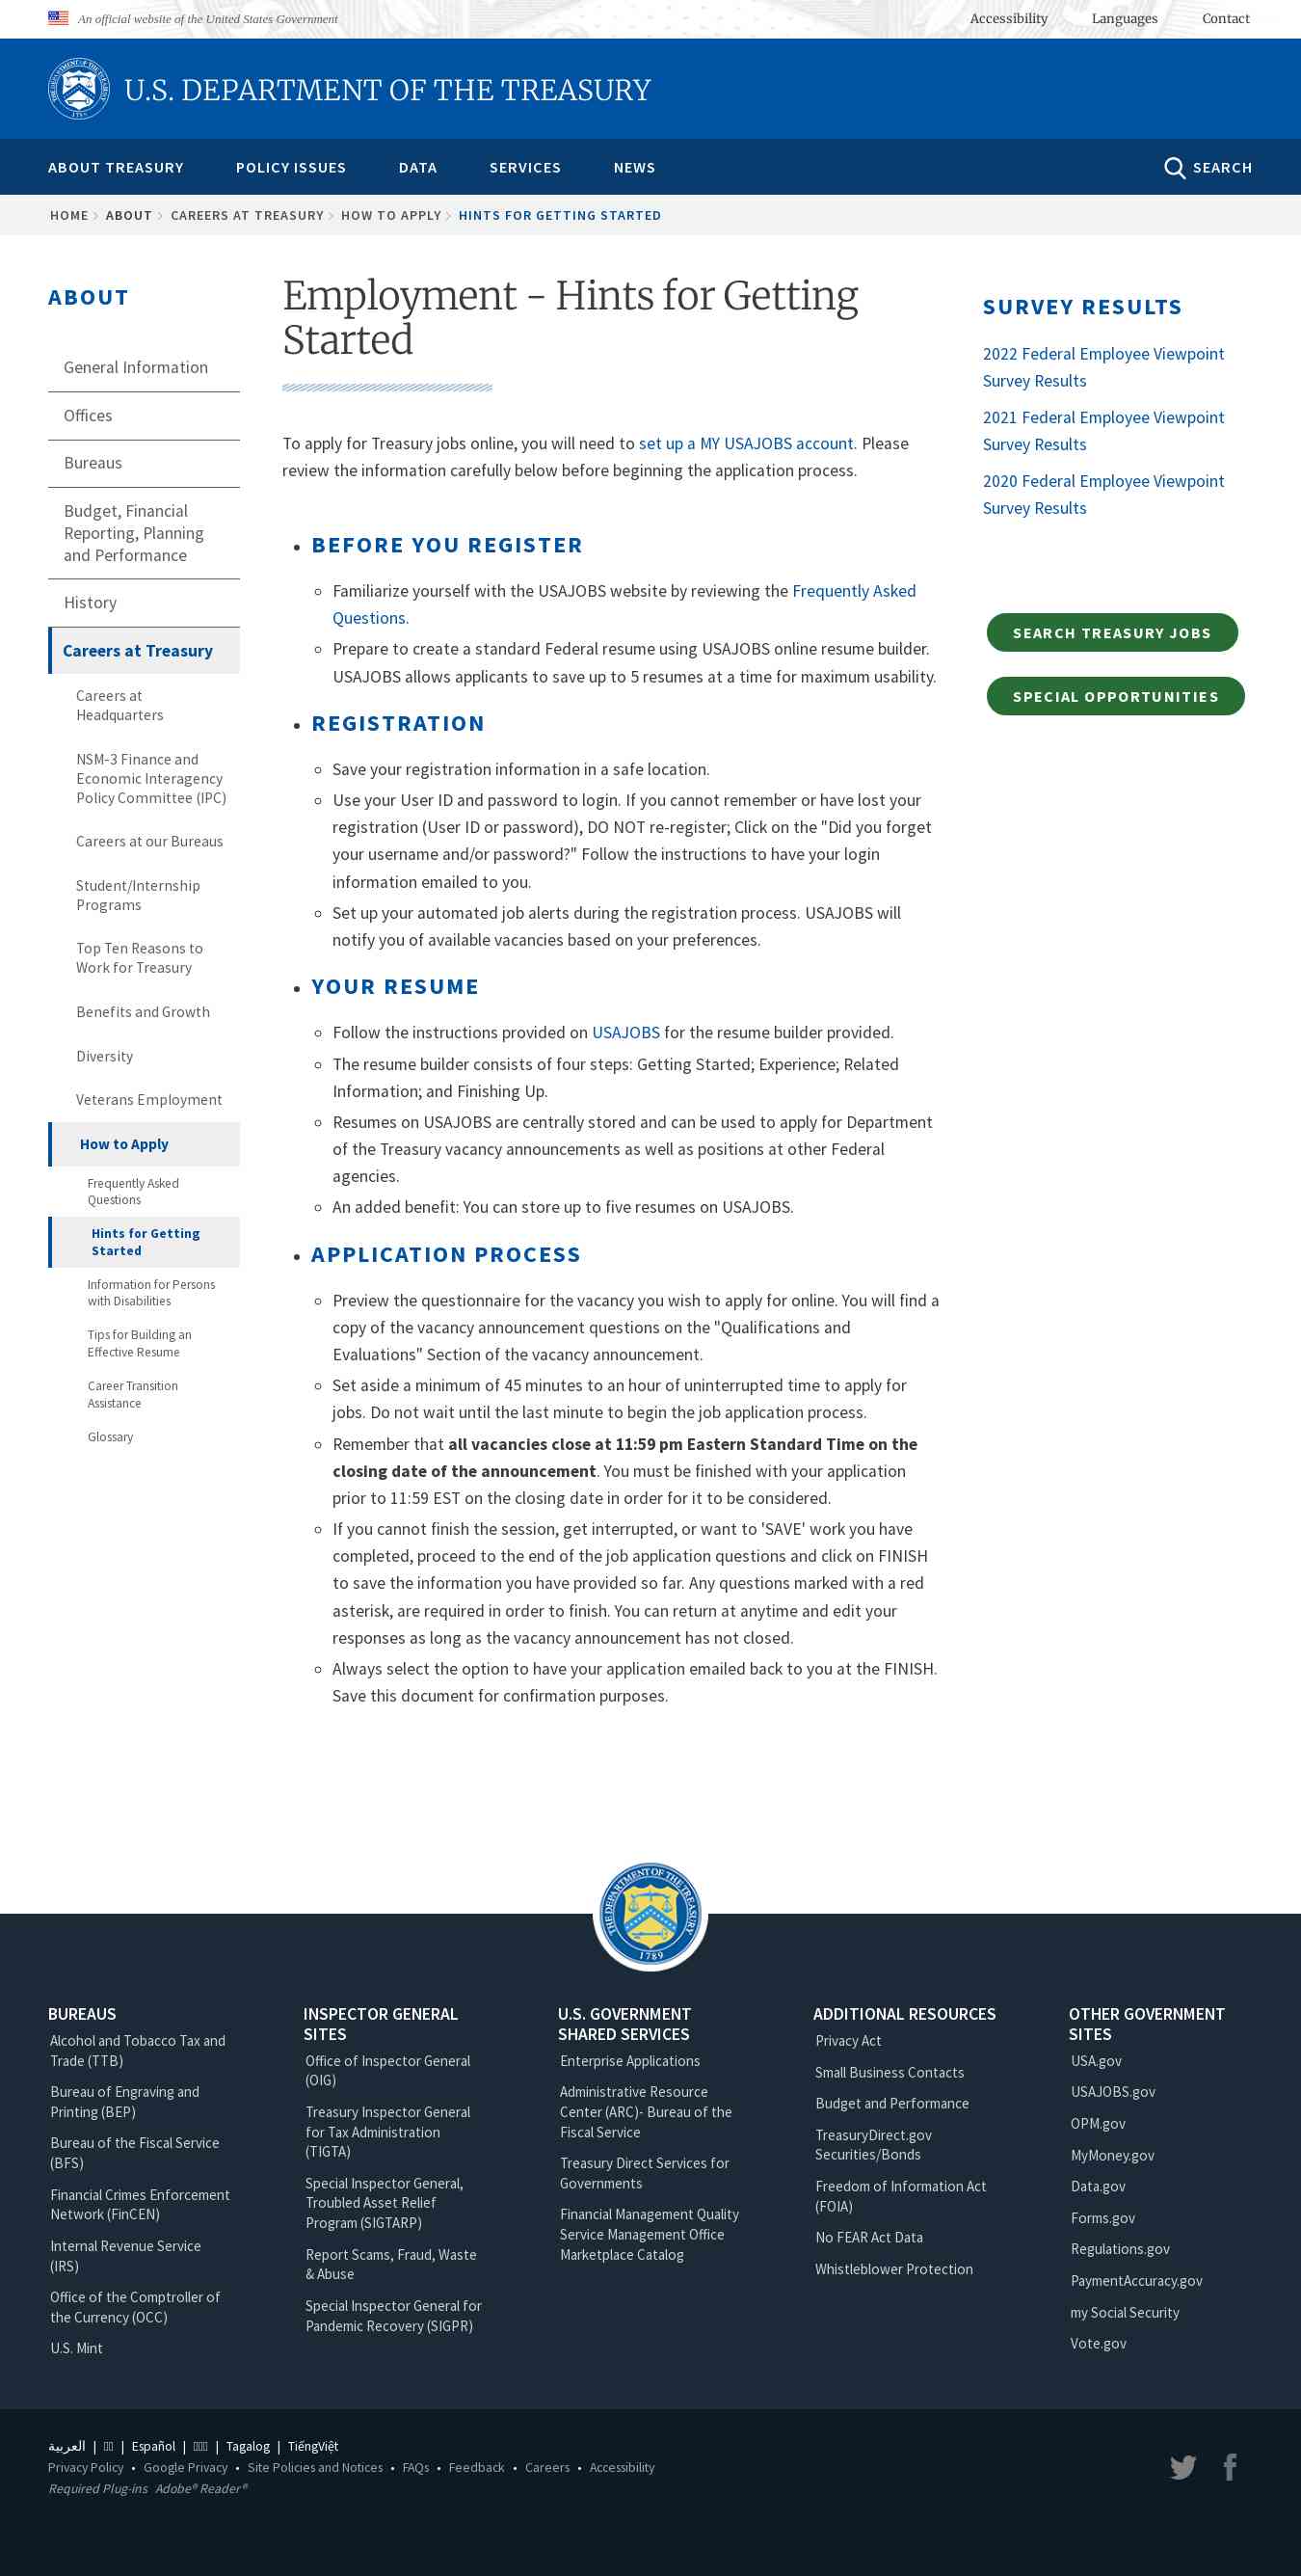 An official website of the United States Government
Accessibility
Languages
Contact
U.S. DEPARTMENT OF THE TREASURY
ABOUT TREASURY
POLICY ISSUES
DATA
SERVICES
NEWS
SEARCH
HOME
ABOUT
CAREERS AT TREASURY
HOW TO APPLY
HINTS FOR GETTING STARTED
ABOUT
General Information
Offices
Bureaus
Budget, Financial
Reporting, Planning
and Performance
History
Careers at Treasury
Careers at
Headquarters
NSM-3 Finance and
Economic Interagency
Policy Committee (IPC)
Careers at our Bureaus
Student/Internship
Programs
Top Ten Reasons to
Work for Treasury
Benefits and Growth
Diversity
Veterans Employment
How to Apply
Frequently Asked
Questions
Hints for Getting
Started
Information for Persons
with Disabilities
Tips for Building an
Effective Resume
Career Transition
Assistance
Glossary
Employment - Hints for Getting
Started
To apply for Treasury jobs online, you will need to set up a MY USAJOBS account. Please
review the information carefully below before beginning the application process.
BEFORE YOU REGISTER
Familiarize yourself with the USAJOBS website by reviewing the Frequently Asked
Questions.
Prepare to create a standard Federal resume using USAJOBS online resume builder.
USAJOBS allows applicants to save up to 5 resumes at a time for maximum usability.
REGISTRATION
Save your registration information in a safe location.
Use your User ID and password to login. If you cannot remember or have lost your
registration (User ID or password), DO NOT re-register; Click on the "Did you forget
your username and/or password?" Follow the instructions to have your login
information emailed to you.
Set up your automated job alerts during the registration process. USAJOBS will
notify you of available vacancies based on your preferences.
YOUR RESUME
Follow the instructions provided on USAJOBS for the resume builder provided.
The resume builder consists of four steps: Getting Started; Experience; Related
Information; and Finishing Up.
Resumes on USAJOBS are centrally stored and can be used to apply for Department
of the Treasury vacancy announcements as well as positions at other Federal
agencies.
An added benefit: You can store up to five resumes on USAJOBS.
APPLICATION PROCESS
Preview the questionnaire for the vacancy you wish to apply for online. You will find a
copy of the vacancy announcement questions on the "Qualifications and
Evaluations" Section of the vacancy announcement.
Set aside a minimum of 45 minutes to an hour of uninterrupted time to apply for
jobs. Do not wait until the last minute to begin the job application process.
Remember that all vacancies close at 11:59 pm Eastern Standard Time on the
closing date of the announcement. You must be finished with your application
prior to 11:59 EST on the closing date in order for it to be considered.
If you cannot finish the session, get interrupted, or want to 'SAVE' work you have
completed, proceed to the end of the job application questions and click on FINISH
to save the information you have provided so far. Any questions marked with a red
asterisk, are required in order to finish. You can return at anytime and edit your
responses as long as the vacancy announcement has not closed.
Always select the option to have your application emailed back to you at the FINISH.
Save this document for confirmation purposes.
SURVEY RESULTS
2022 Federal Employee Viewpoint
Survey Results
2021 Federal Employee Viewpoint
Survey Results
2020 Federal Employee Viewpoint
Survey Results
SEARCH TREASURY JOBS
SPECIAL OPPORTUNITIES
THE DEPARTMENT OF THE TREASURY
1789
BUREAUS
Alcohol and Tobacco Tax and
Trade (TTB)
Bureau of Engraving and
Printing (BEP)
Bureau of the Fiscal Service
(BFS)
Financial Crimes Enforcement
Network (FinCEN)
Internal Revenue Service
(IRS)
Office of the Comptroller of
the Currency (OCC)
U.S. Mint
INSPECTOR GENERAL
SITES
Office of Inspector General
(OIG)
Treasury Inspector General
for Tax Administration
(TIGTA)
Special Inspector General,
Troubled Asset Relief
Program (SIGTARP)
Report Scams, Fraud, Waste
& Abuse
Special Inspector General for
Pandemic Recovery (SIGPR)
U.S. GOVERNMENT
SHARED SERVICES
Enterprise Applications
Administrative Resource
Center (ARC)- Bureau of the
Fiscal Service
Treasury Direct Services for
Governments
Financial Management Quality
Service Management Office
Marketplace Catalog
ADDITIONAL RESOURCES
Privacy Act
Small Business Contacts
Budget and Performance
TreasuryDirect.gov
Securities/Bonds
Freedom of Information Act
(FOIA)
No FEAR Act Data
Whistleblower Protection
OTHER GOVERNMENT
SITES
USA.gov
USAJOBS.gov
OPM.gov
MyMoney.gov
Data.gov
Forms.gov
Regulations.gov
PaymentAccuracy.gov
my Social Security
Vote.gov
العربية | | Español | | Tagalog | TiếngViệt
Privacy Policy • Google Privacy • Site Policies and Notices • FAQs • Feedback • Careers • Accessibility
Required Plug-ins Adobe® Reader®